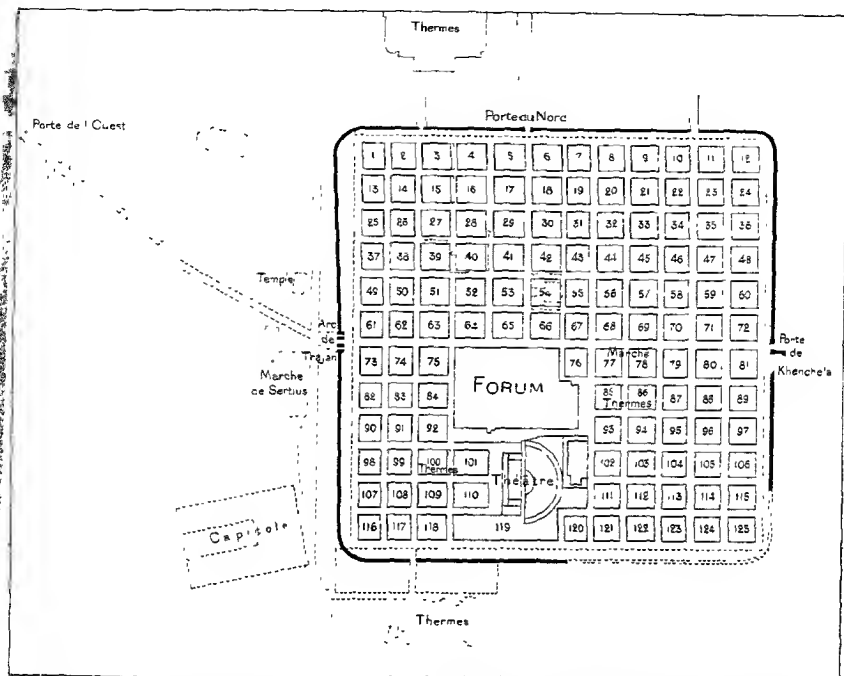 Thermes
Porte de l'Ouest
Porte du Nord
1 2 3 4 5 6 7 8 9 10 11 12
13 14 15 16 17 18 19 20 21 22 23 24
25 26 27 28 29 30 31 32 33 34 35 36
37 38 39 40 41 42 43 44 45 46 47 48
Temple
49 50 51 52 53 54 55 56 57 58 59 60
61 62 63 64 65 66 67 68 69 70 71 72
Arc
de
Trajan
Porte
de
Khenchela
Marche
de Sertius
73 74 75 76 77 78 79 80 81
Marche
FORUM
82 83 84 85 86 87 88 89
Thermes
90 91 92 93 94 95 96 97
98 99 100 101 102 103 104 105 106
Thermes
Théâtre
107 108 109 110 111 112 113 114 115
Capitole
116 117 118 119 120 121 122 123 124 125
Thermes